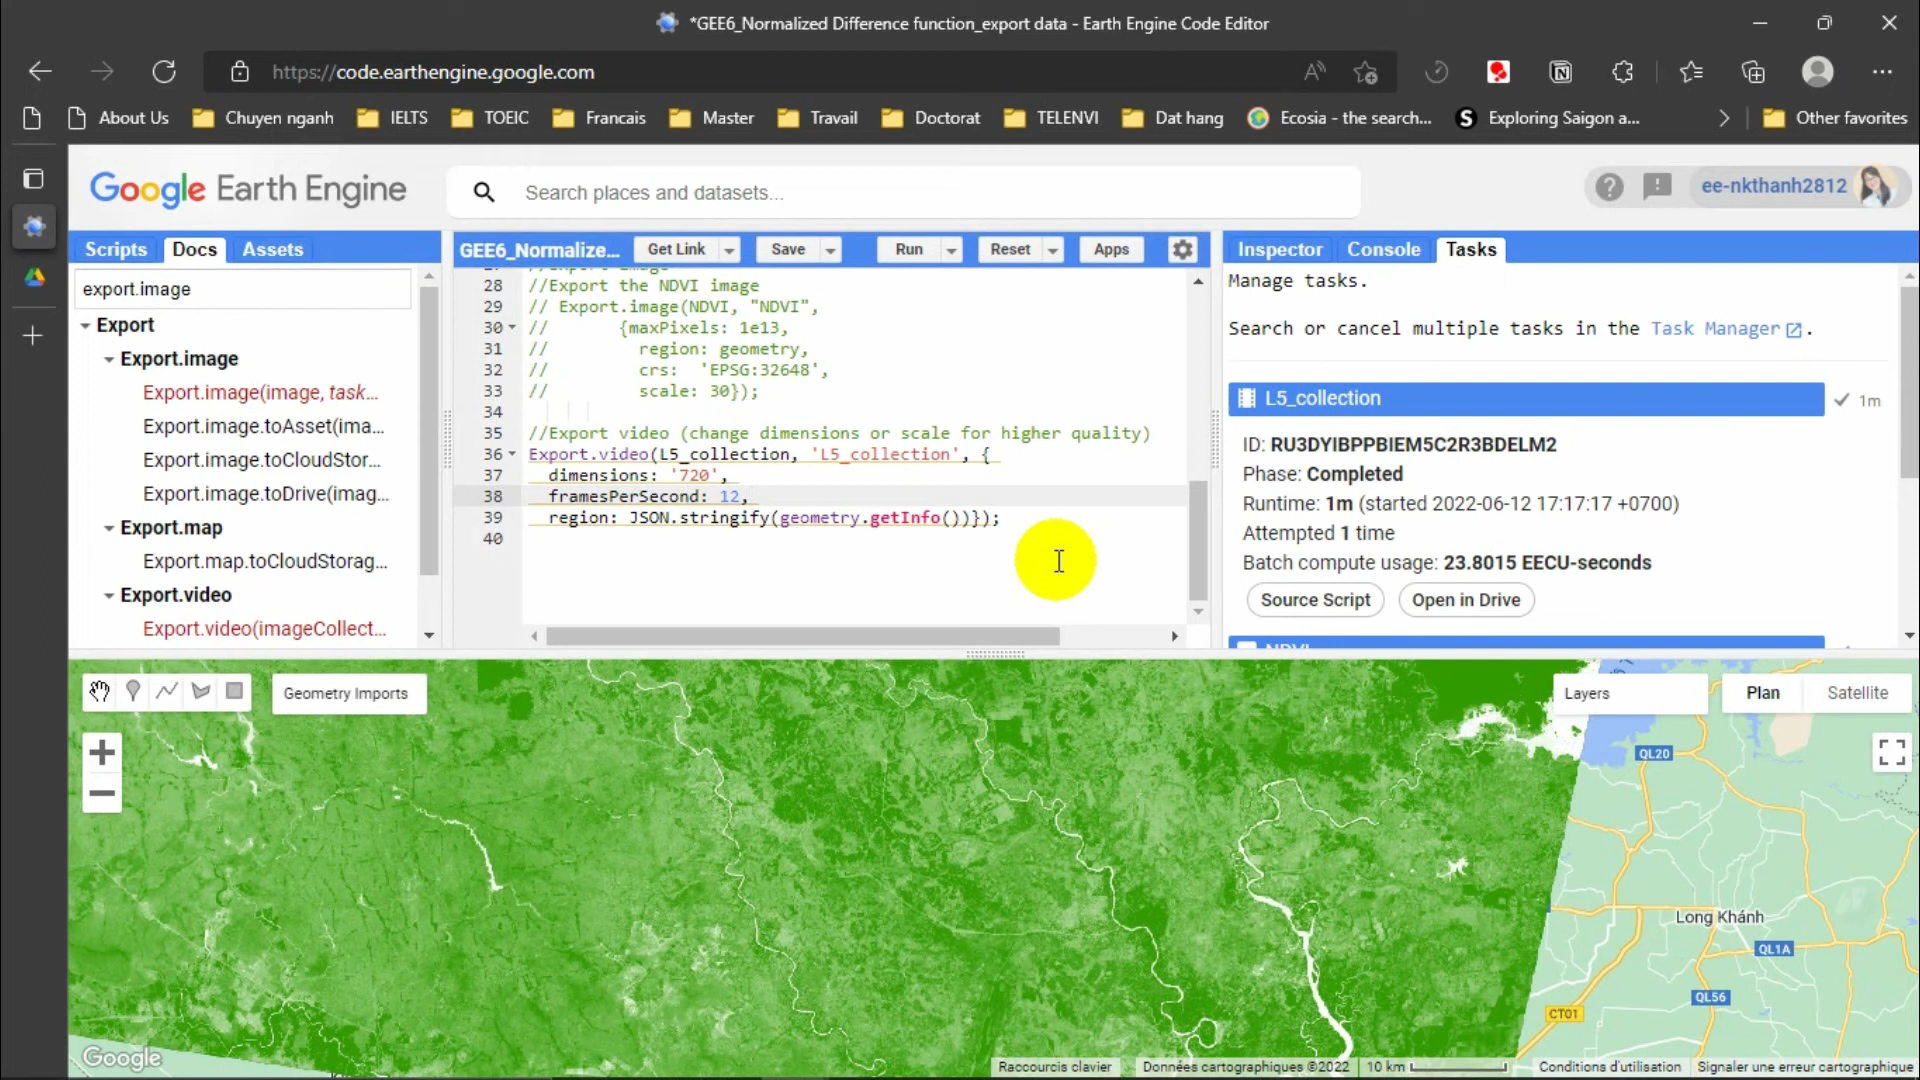 *GEE6_Normalized Difference function_export data - Earth Engine Code Editor
https://code.earthengine.google.com
About Us
Chuyen nganh
IELTS
TOEIC
Francais
Master
Travail
Doctorat
TELENVI
Dat hang
Ecosia - the search...
Exploring Saigon a...
Other favorites
Google Earth Engine
Search places and datasets...
ee-nkthanh2812
Scripts
Docs
Assets
export.image
Export
Export.image
Export.image(image, task...
Export.image.toAsset(ima...
Export.image.toCloudStor...
Export.image.toDrive(imag...
Export.map
Export.map.toCloudStorag...
Export.video
Export.video(imageCollect...
GEE6_Normalize...
Get Link
Save
Run
Reset
Apps
28 //Export the NDVI image
29 // Export.image(NDVI, "NDVI",
30 // {maxPixels: 1e13,
31 // region: geometry,
32 // crs: 'EPSG:32648',
33 // scale: 30});
34
35 //Export video (change dimensions or scale for higher quality)
36 Export.video(L5_collection, 'L5_collection', {
37 dimensions: '720',
38 framesPerSecond: 12,
39 region: JSON.stringify(geometry.getInfo())});
40
Inspector
Console
Tasks
Manage tasks.
Search or cancel multiple tasks in the Task Manager.
L5_collection
1m
ID: RU3DYIBPPBIEM5C2R3BDELM2
Phase: Completed
Runtime: 1m (started 2022-06-12 17:17:17 +0700)
Attempted 1 time
Batch compute usage: 23.8015 EECU-seconds
Source Script
Open in Drive
Geometry Imports
Layers
Plan
Satellite
QL20
Long Khánh
QL1A
QL56
CT01
Google
Raccourcis clavier
Données cartographiques ©2022
10 km
Conditions d'utilisation
Signaler une erreur cartographique